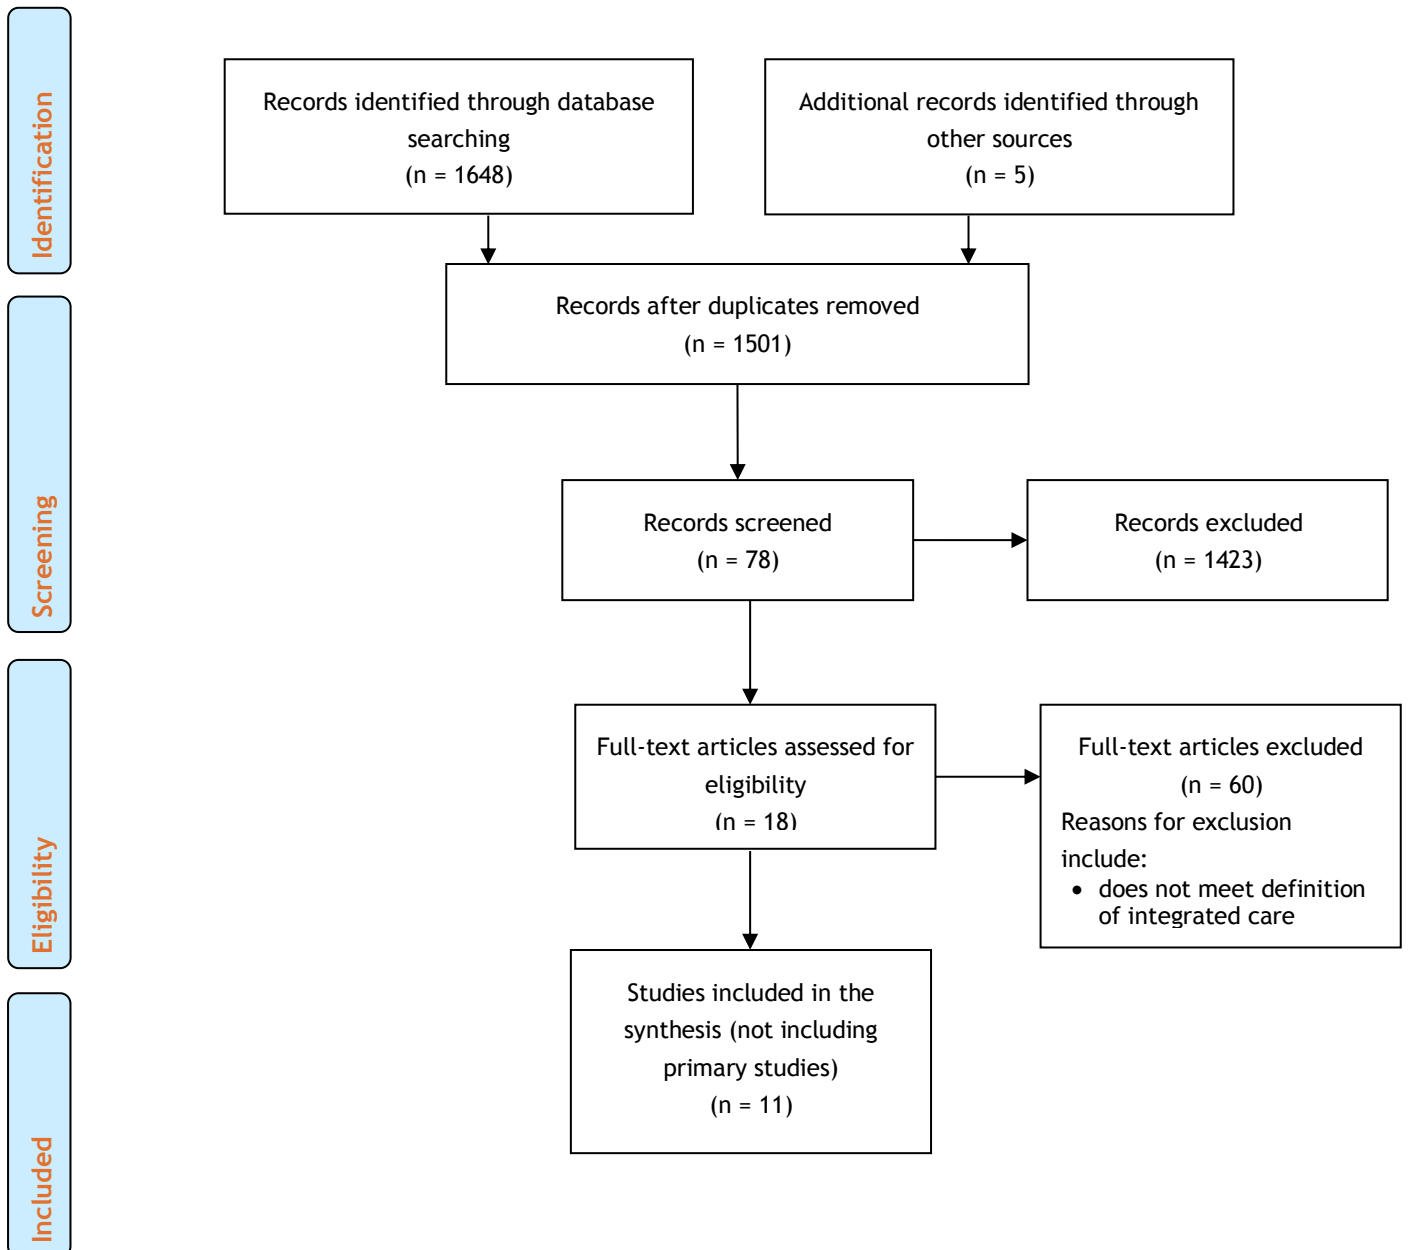 Identification
Records identified through database
searching
(n = 1648)
Additional records identified through
other sources
(n = 5)
Records after duplicates removed
(n = 1501)
Screening
Records screened
(n = 78)
Records excluded
(n = 1423)
Eligibility
Full-text articles assessed for
eligibility
(n = 18)
Full-text articles excluded
(n = 60)
Reasons for exclusion
include:
• does not meet definition
of integrated care
Included
Studies included in the
synthesis (not including
primary studies)
(n = 11)